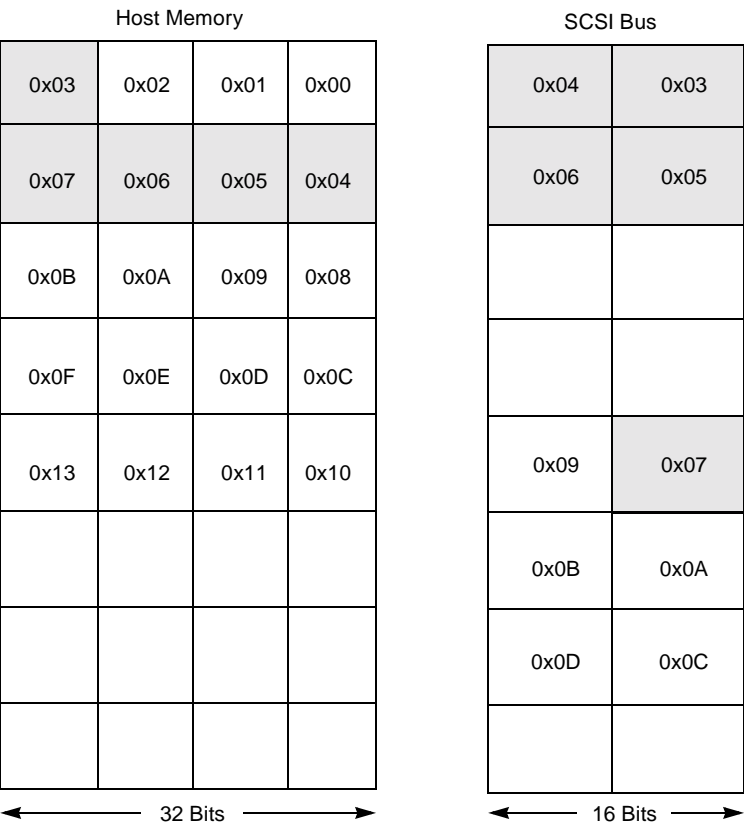 Host Memory
SCSI Bus
0x03 0x02 0x01 0x00
0x04 0x03
0x07 0x06 0x05 0x04
0x06 0x05
0x0B 0x0A 0x09 0x08
0x0F 0x0E 0x0D 0x0C
0x13 0x12 0x11 0x10
0x09 0x07
0x0B 0x0A
0x0D 0x0C
32 Bits
16 Bits